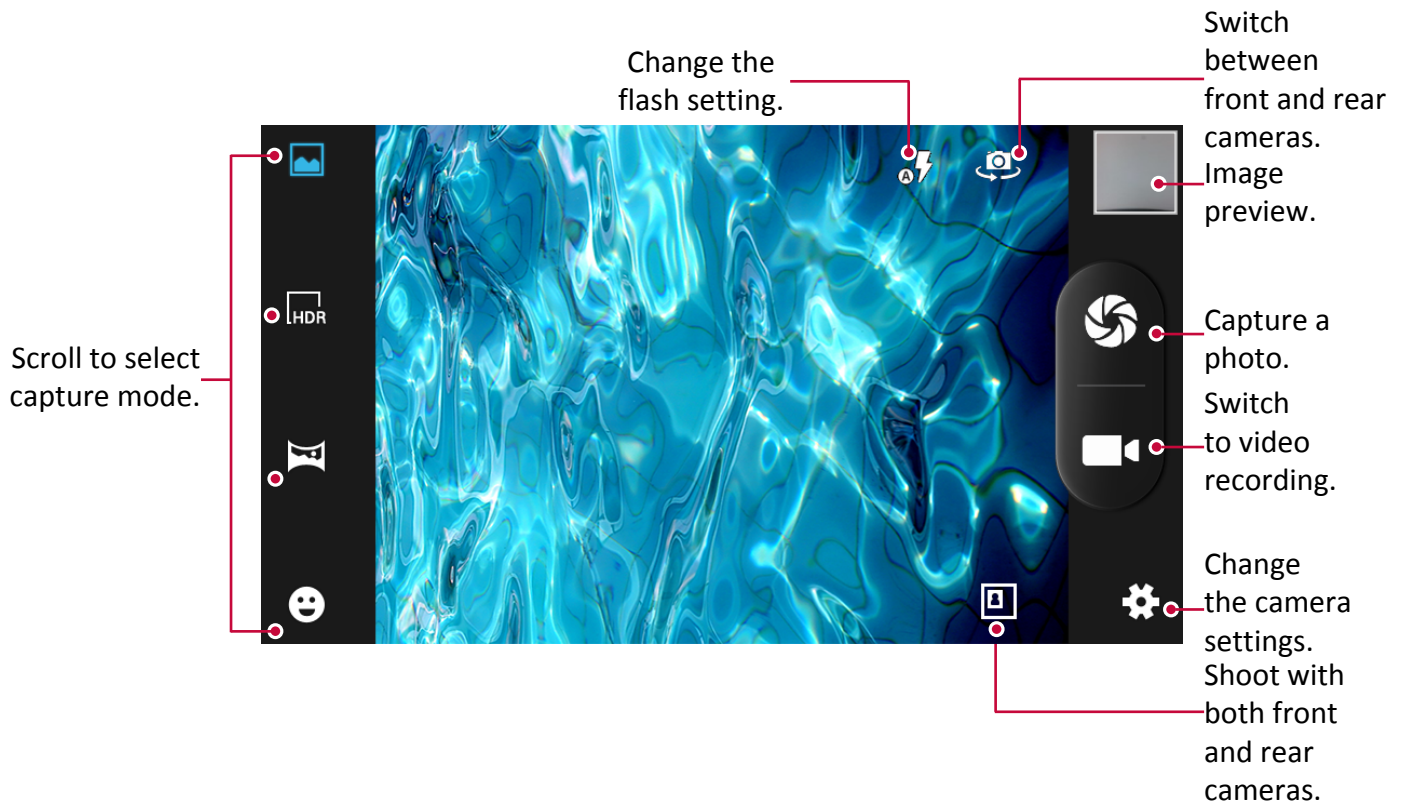 Change the
flash setting.
Switch
between
front and rear
cameras.
Image
preview.
A
HDR
Scroll to select
capture mode.
Capture a
photo.
Switch
to video
recording.
Change
the camera
settings.
Shoot with
both front
and rear
cameras.